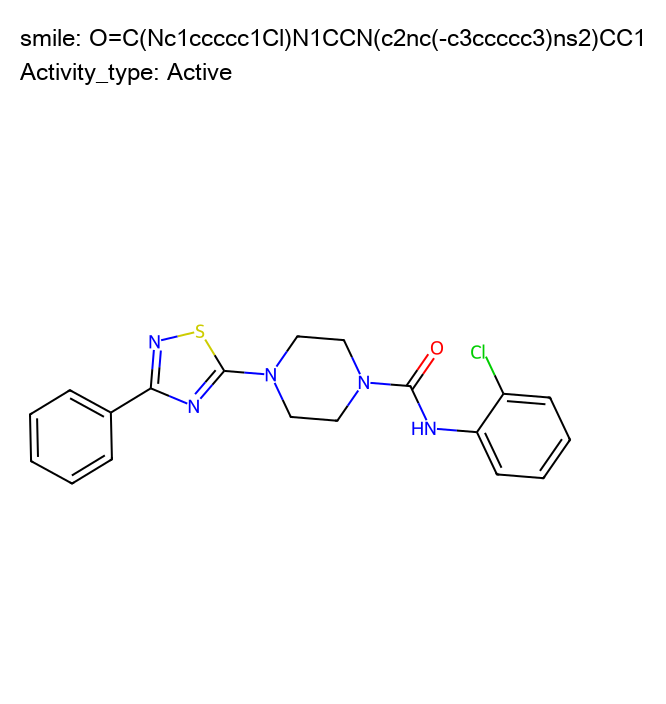 smile: O=C(Nc1ccccc1Cl)N1CCN(c2nc(-c3ccccc3)ns2)CC1
Activity_type: Active
S
N
O
Cl
N
N
N
HN